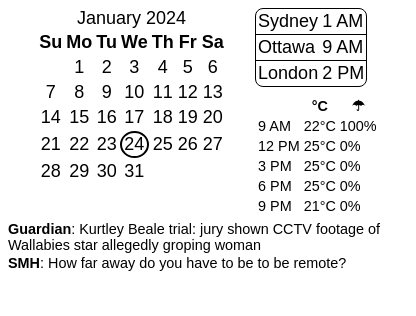 January 2024
Su Mo Tu We Th Fr Sa
1 2 3 4 5 6
7 8 9 10 11 12 13
14 15 16 17 18 19 20
21 22 23 24 25 26 27
28 29 30 31
Sydney 1 AM
Ottawa 9 AM
London 2 PM
°C ☂
9 AM 22°C 100%
12 PM 25°C 0%
3 PM 25°C 0%
6 PM 25°C 0%
9 PM 21°C 0%
Guardian: Kurtley Beale trial: jury shown CCTV footage of
Wallabies star allegedly groping woman
SMH: How far away do you have to be to be remote?